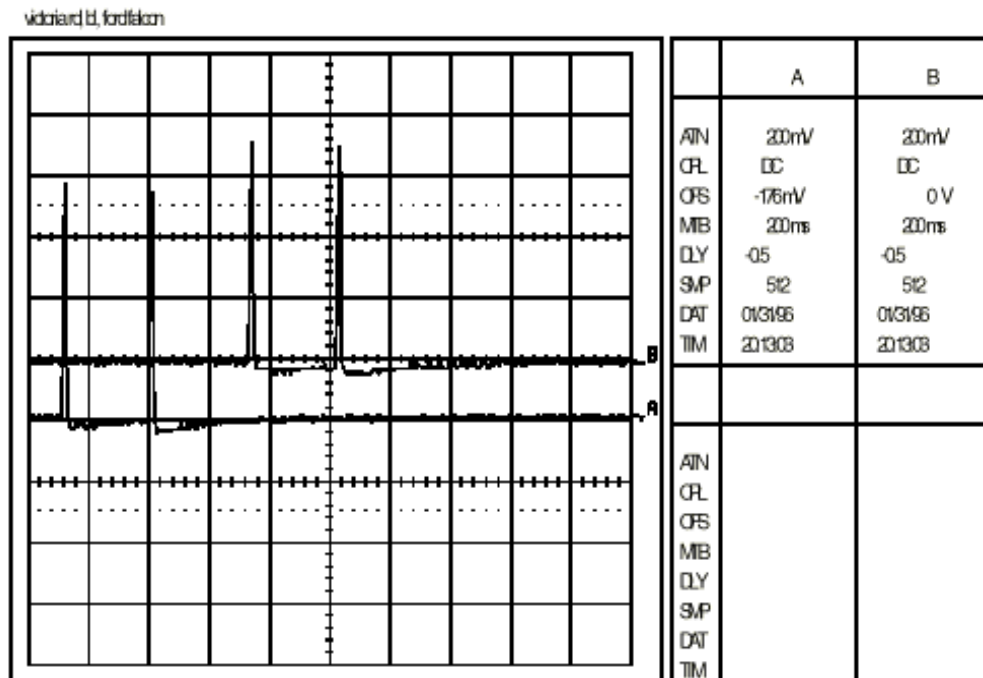 victoria rd, bl, ford falcon
A B
ATN 200mV 200mV
CPL DC DC
OFS -176mV 0 V
MTB 200ms 200ms
DLY -0.5 -0.5
SMP 512 512
DAT 01/31/96 01/31/96
TIM 20:13:03 20:13:03
B
A
ATN
CPL
OFS
MTB
DLY
SMP
DAT
TIM